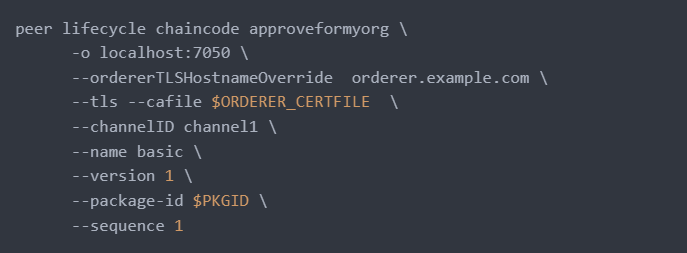 peer lifecycle chaincode approveformyorg \
-o localhost:7050 \
--ordererTLSHostnameOverride  orderer.example.com \
--tls --cafile $ORDERER_CERTFILE  \
--channelID channel1 \
--name basic \
--version 1 \
--package-id $PKGID \
--sequence 1